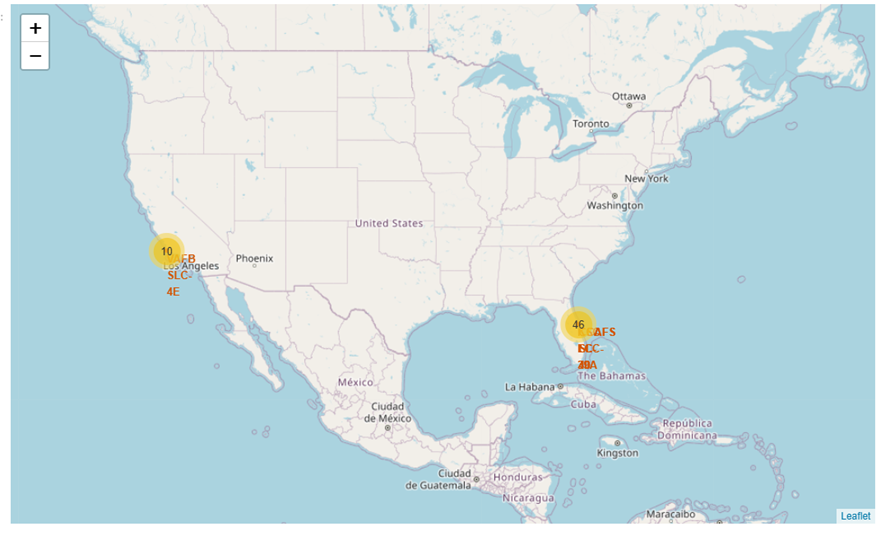 +
−
Ottawa
Toronto
New York
Washington
United States
10
Los Angeles
SLC-
4E
Phoenix
46
The Bahamas
La Habana
Cuba
México
Ciudad
de México
República
Dominicana
Kingston
Ciudad
de Guatemala
Honduras
Nicaragua
Maracaibo
Leaflet